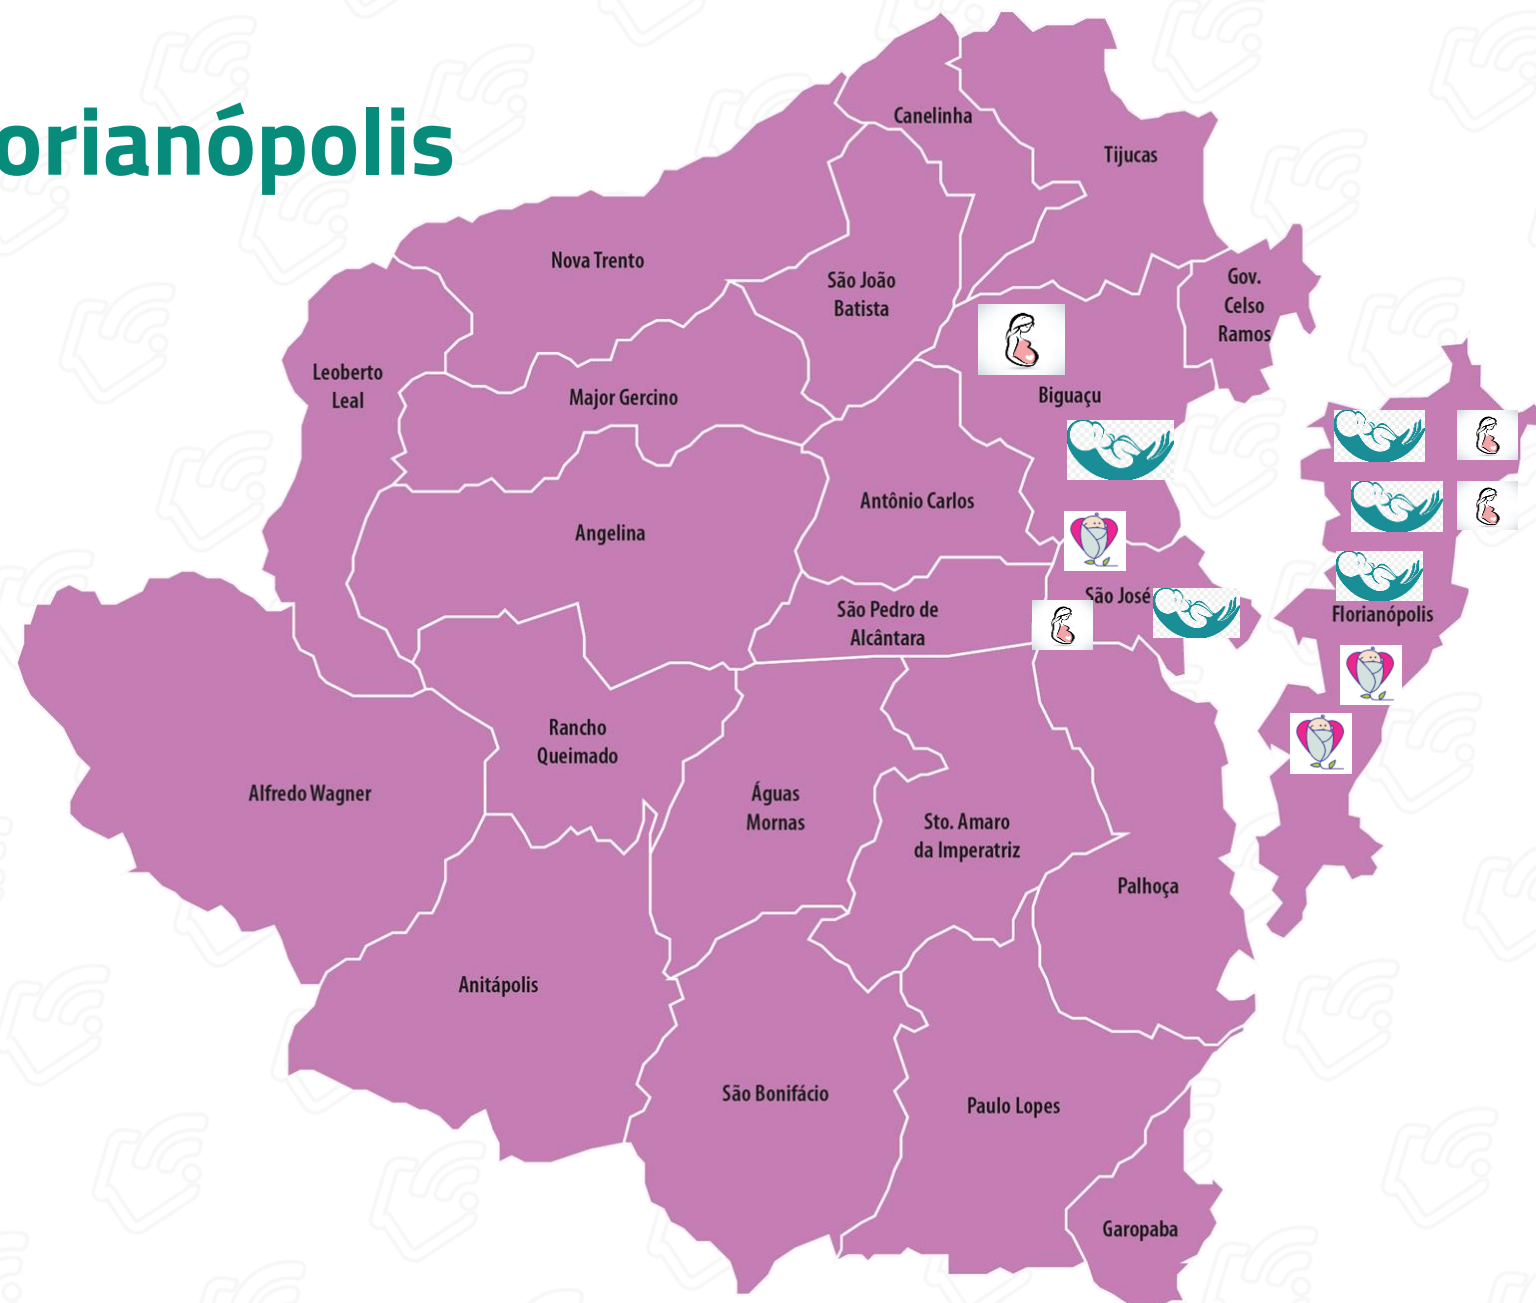 orianópolis
Canelinha
Tijucas
Nova Trento
São João
Batista
Gov.
Celso
Ramos
Leoberto
Leal
Major Gercino
Biguaçu
Antônio Carlos
Angelina
São José
São Pedro de
Alcântara
Florianópolis
Rancho
Queimado
Alfredo Wagner
Águas
Mornas
Sto. Amaro
da Imperatriz
Palhoça
Anitápolis
São Bonifácio
Paulo Lopes
Garopaba